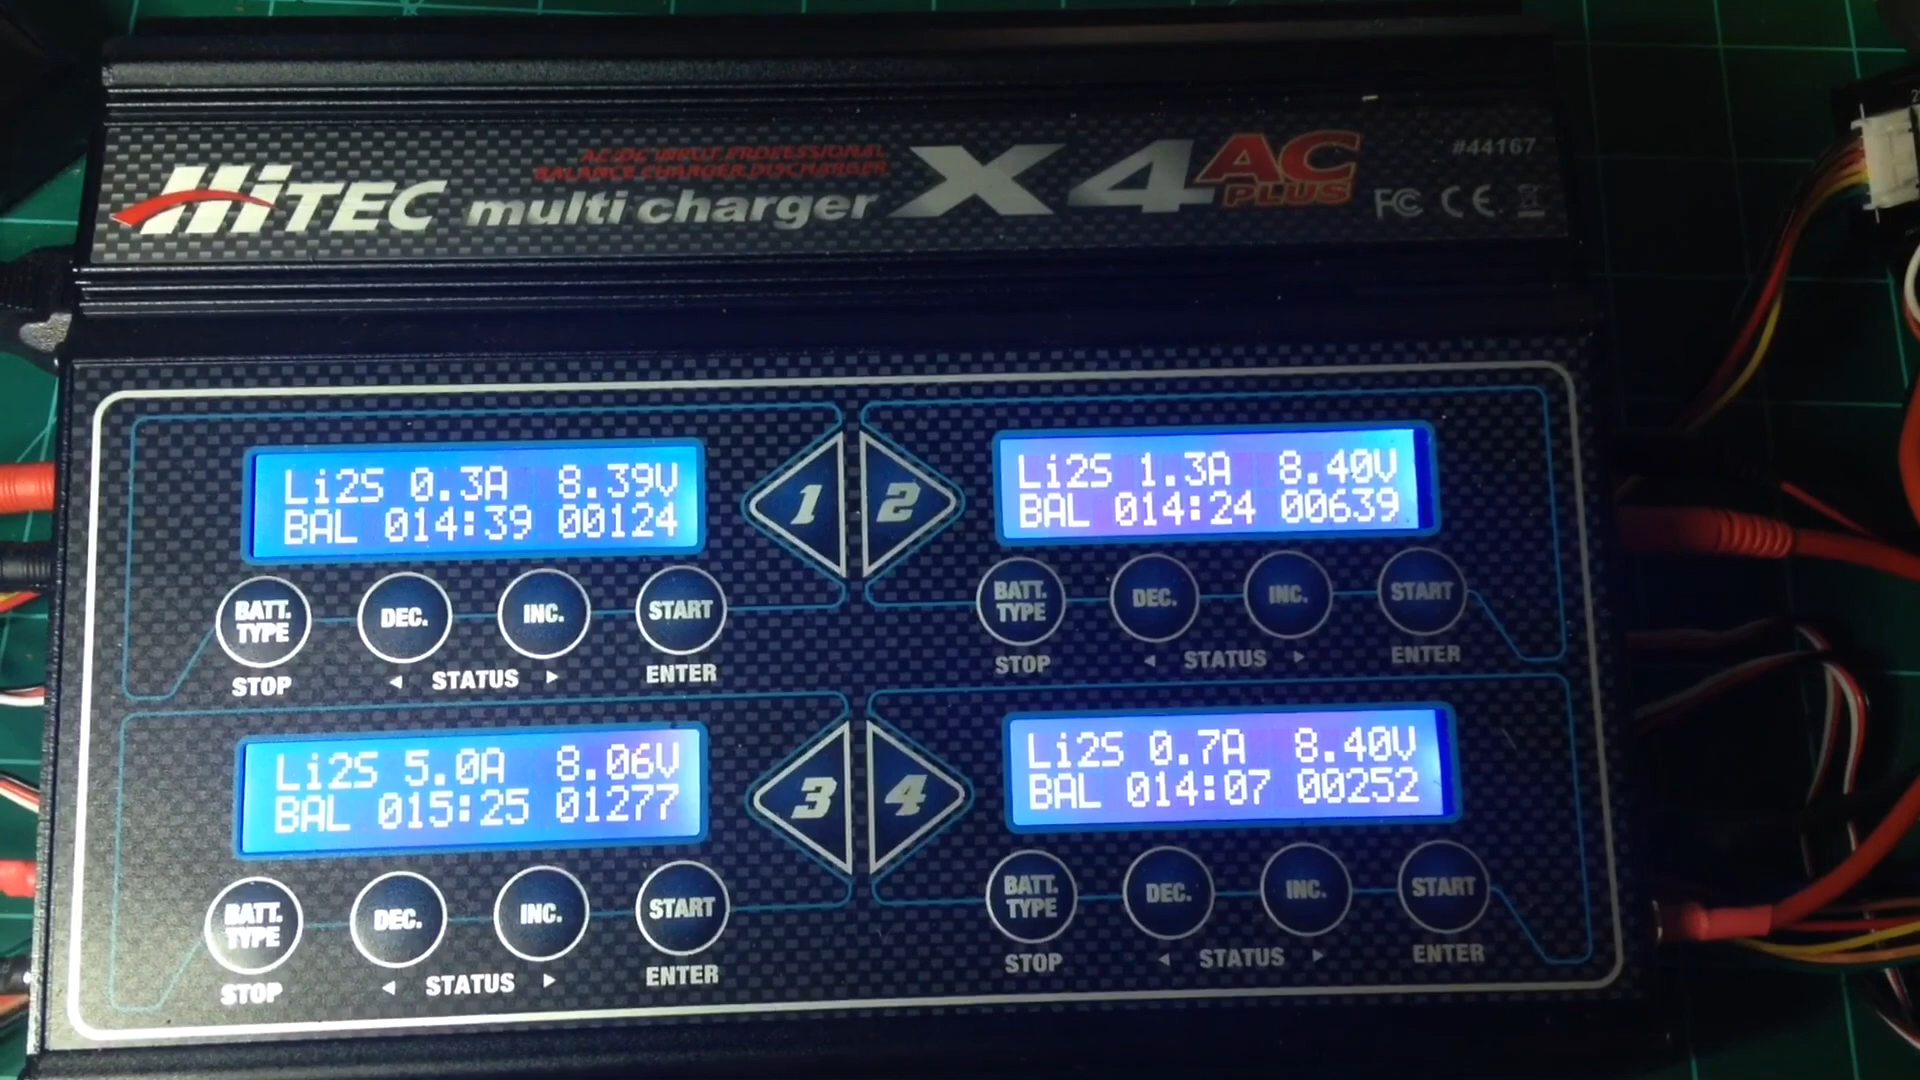 HiTEC
AC/DC INPUT PROFESSIONAL
BALANCE CHARGER/DISCHARGER
multi charger X4 AC PLUS
#44167
FC CE
Li2S 0.3A 8.39V
BAL 014:39 00124
1
2
Li2S 1.3A 8.40V
BAL 014:24 00639
BATT. TYPE
DEC.
INC.
START
STOP
◄ STATUS ►
ENTER
BATT. TYPE
DEC.
INC.
START
STOP
◄ STATUS ►
ENTER
Li2S 5.0A 8.06V
BAL 015:25 01277
3
4
Li2S 0.7A 8.40V
BAL 014:07 00252
BATT. TYPE
DEC.
INC.
START
STOP
◄ STATUS ►
ENTER
BATT. TYPE
DEC.
INC.
START
STOP
◄ STATUS ►
ENTER